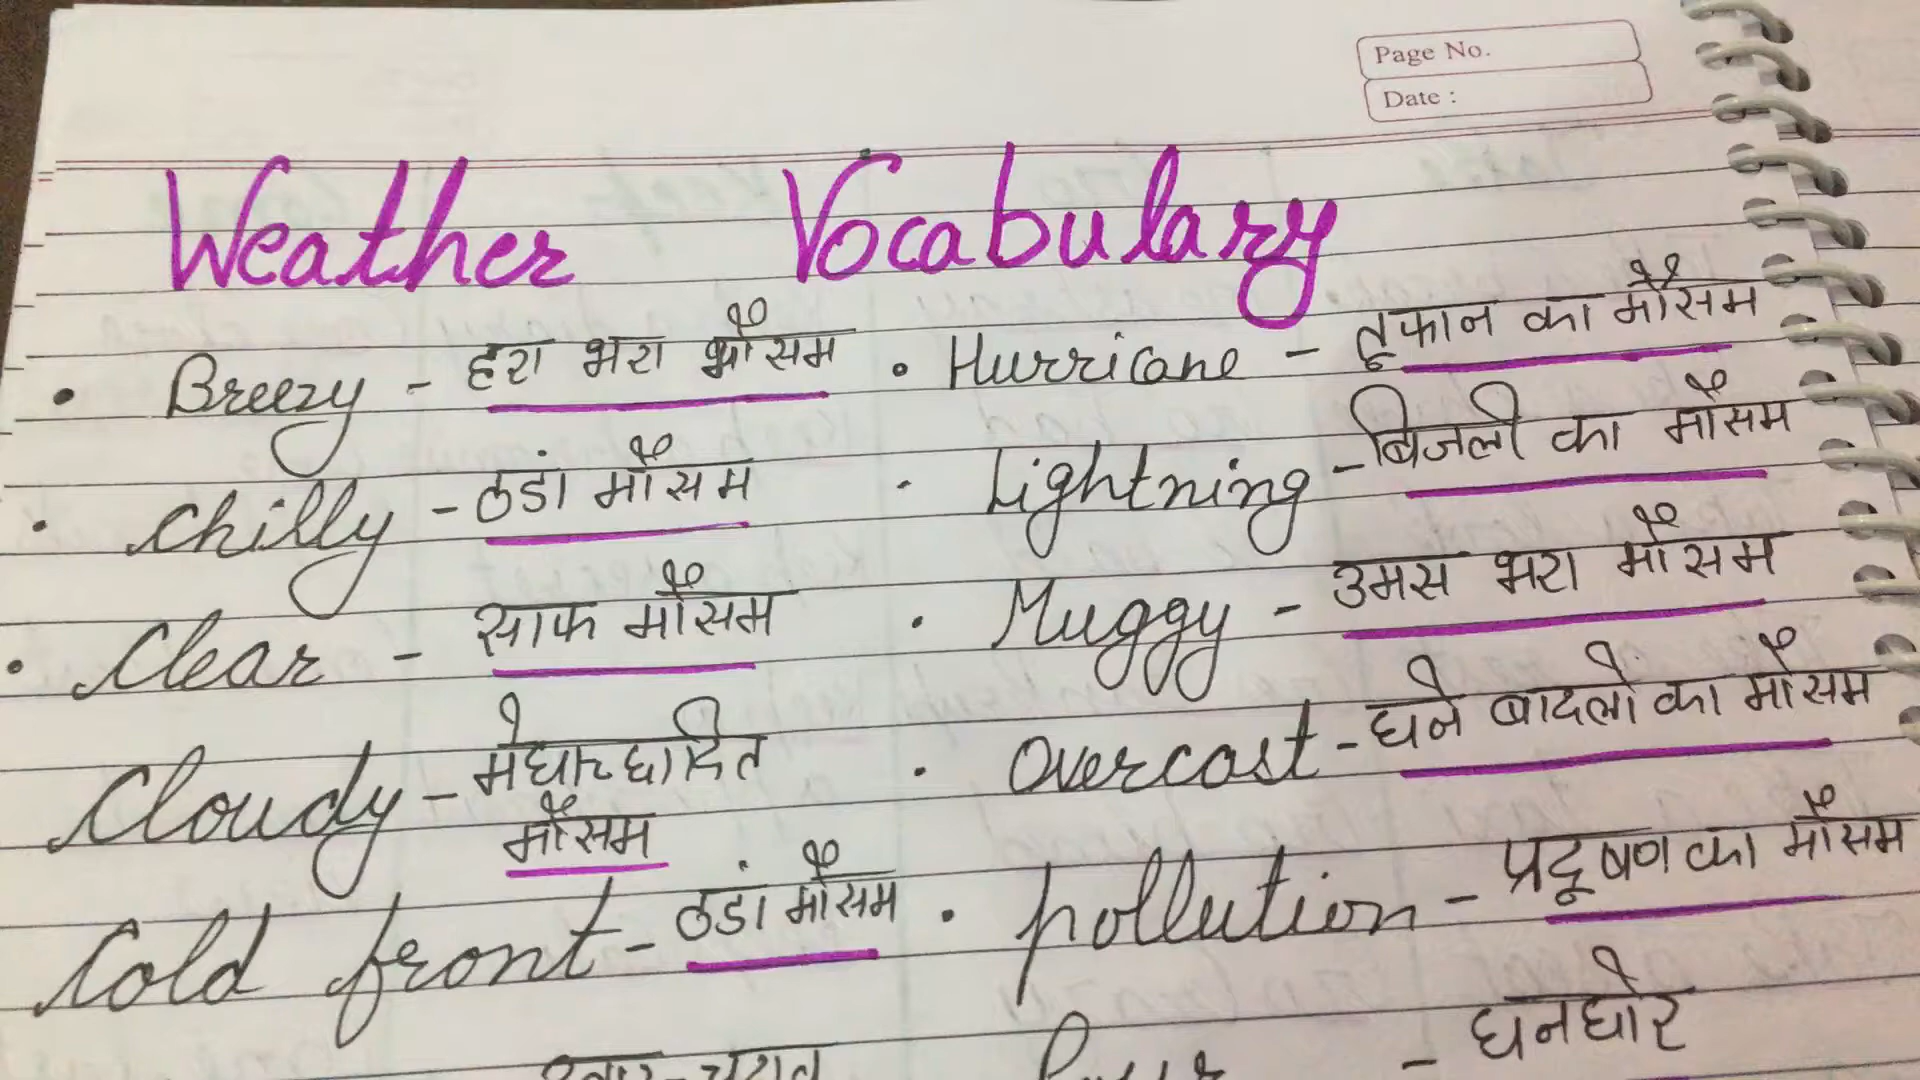 Page No.
Date :
Weather Vocabulary
• Breezy - हरा भरा मौसम
• Chilly - ठंडा मौसम
• Clear - साफ मौसम
Cloudy - मेघाच्छादित
मौसम
Cold front - ठंडा मौसम
• Hurricane - तूफान का मौसम
• Lightning - बिजली का मौसम
• Muggy - उमस भरा मौसम
• Overcast - घने बादलो का मौसम
• pollution - प्रदूषण का मौसम
- घनघोर